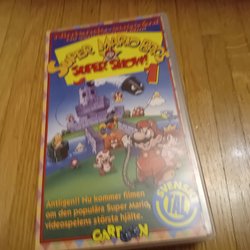 SUPER MARIO BROS
SUPER SHOW!
1
Äntligen!! Nu kommer filmen
om den populäre Super Mario,
videospelens största hjälte.
SVENSKT
TAL
CARTOON